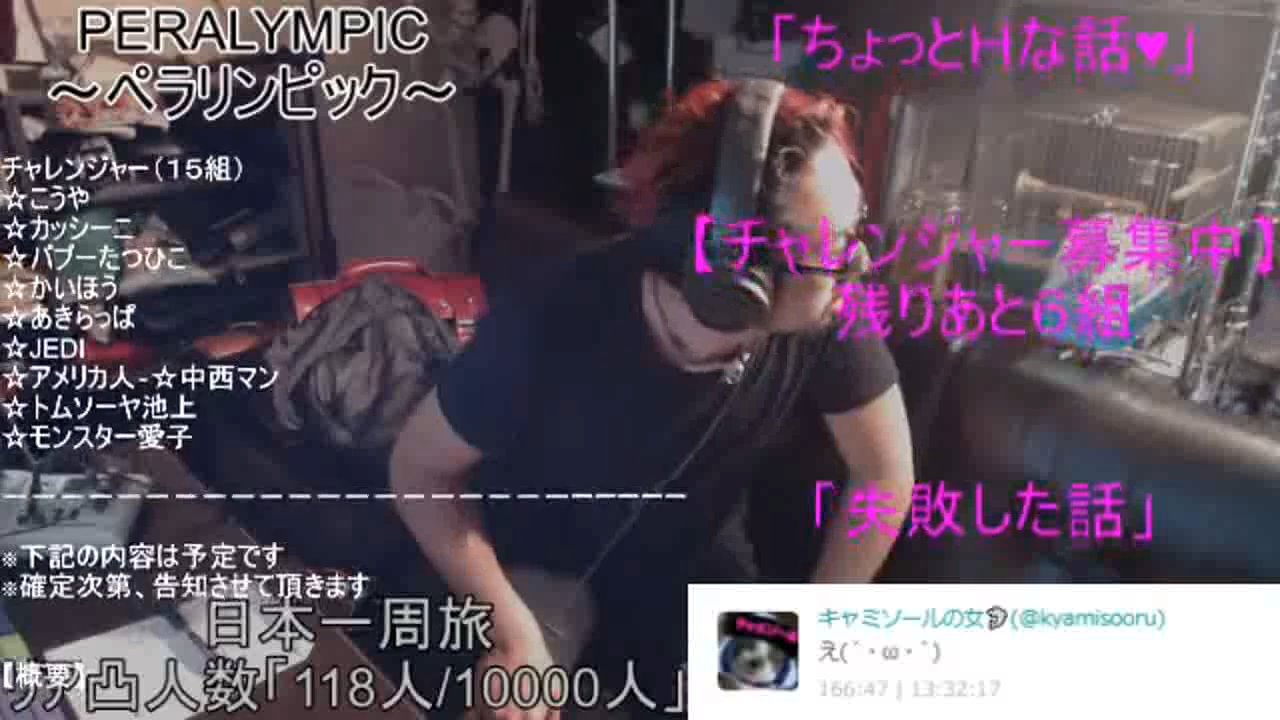 PERALYMPIC
～ペラリンピック～
「ちょっとHな話♥」
チャレンジャー（１５組）
☆こうや
☆カッシーニ
☆バブーたつひこ
☆かいほう
☆あきらっぱ
☆JEDI
☆アメリカ人-☆中西マン
☆トムソーヤ池上
☆モンスター愛子
【チャレンジャー募集中】
残りあと６組
「失敗した話」
※下記の内容は予定です
※確定次第、告知させて頂きます
日本一周旅
【概要】
凸人数「118人/10000人」
キャミソールの女(@kyamisooru)
え(´・ω・`)
166:47 | 13:32:17